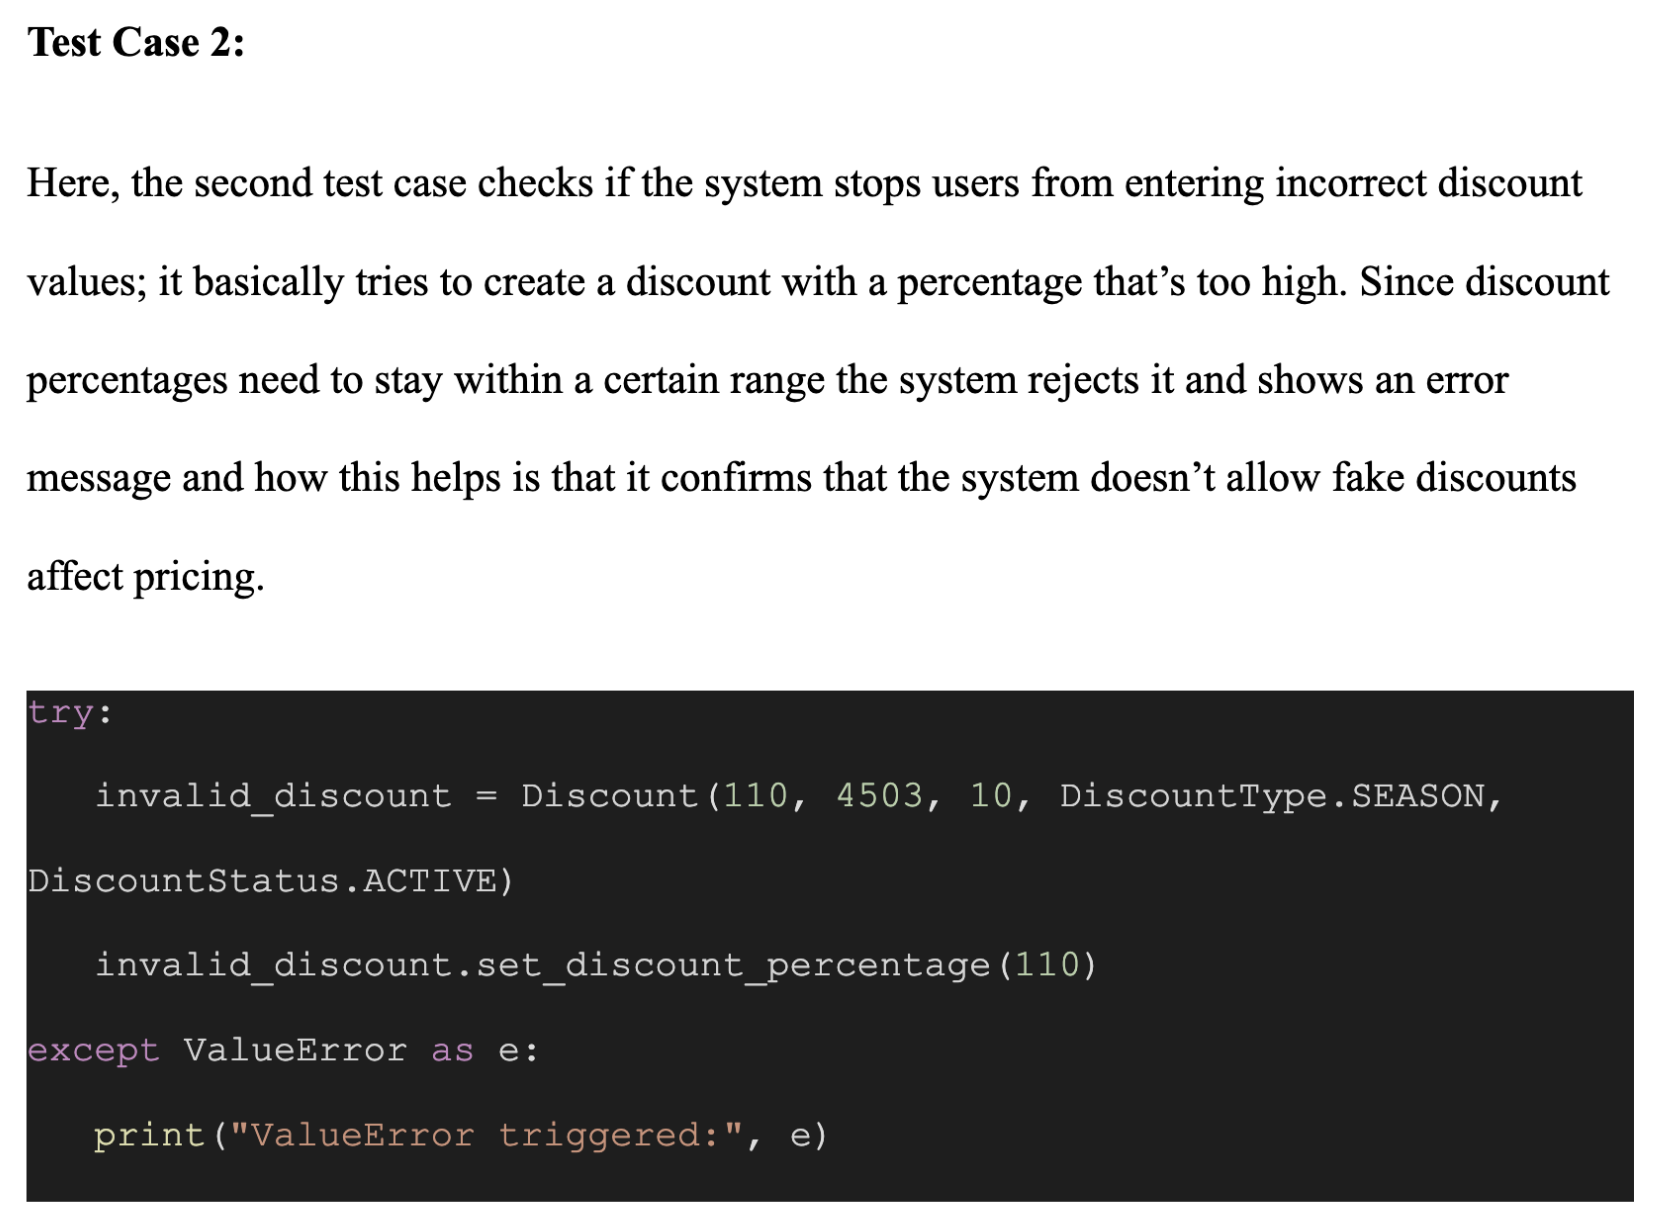 Test Case 2:
Here, the second test case checks if the system stops users from entering incorrect discount
values; it basically tries to create a discount with a percentage that’s too high. Since discount
percentages need to stay within a certain range the system rejects it and shows an error
message and how this helps is that it confirms that the system doesn’t allow fake discounts
affect pricing.
try:
invalid_discount = Discount(110, 4503, 10, DiscountType.SEASON,
DiscountStatus.ACTIVE)
invalid_discount.set_discount_percentage(110)
except ValueError as e:
print("ValueError triggered:", e)